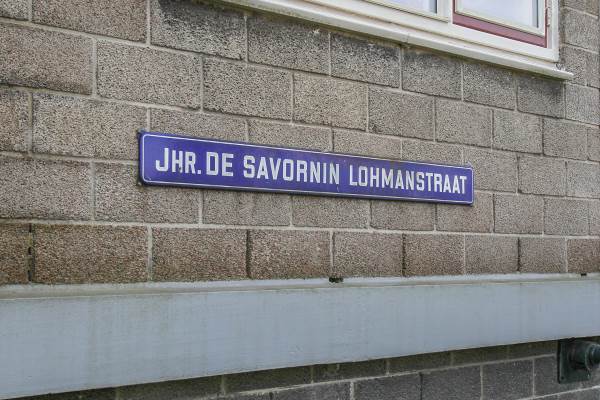 JHR. DE SAVORNIN LOHMANSTRAAT